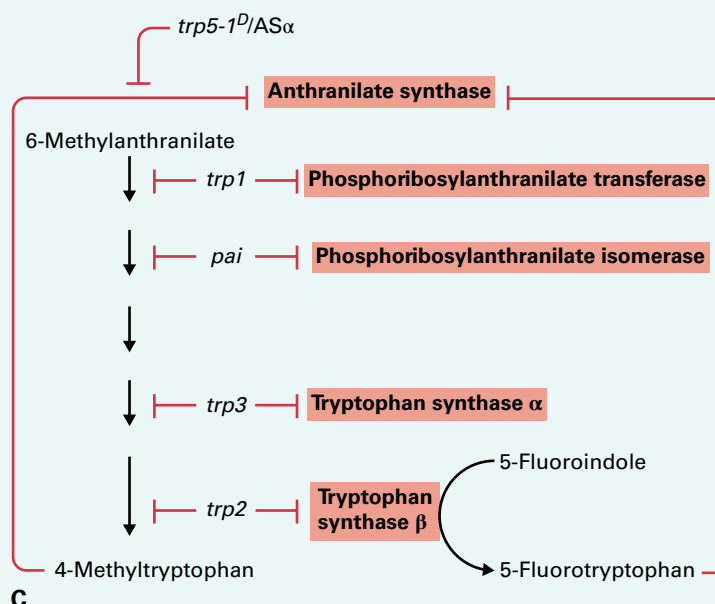 trp5-1ᴰ/ASα
Anthranilate synthase
6-Methylanthranilate
trp1
Phosphoribosylanthranilate transferase
pai
Phosphoribosylanthranilate isomerase
trp3
Tryptophan synthase α
5-Fluoroindole
trp2
Tryptophan
synthase β
4-Methyltryptophan
5-Fluorotryptophan
C